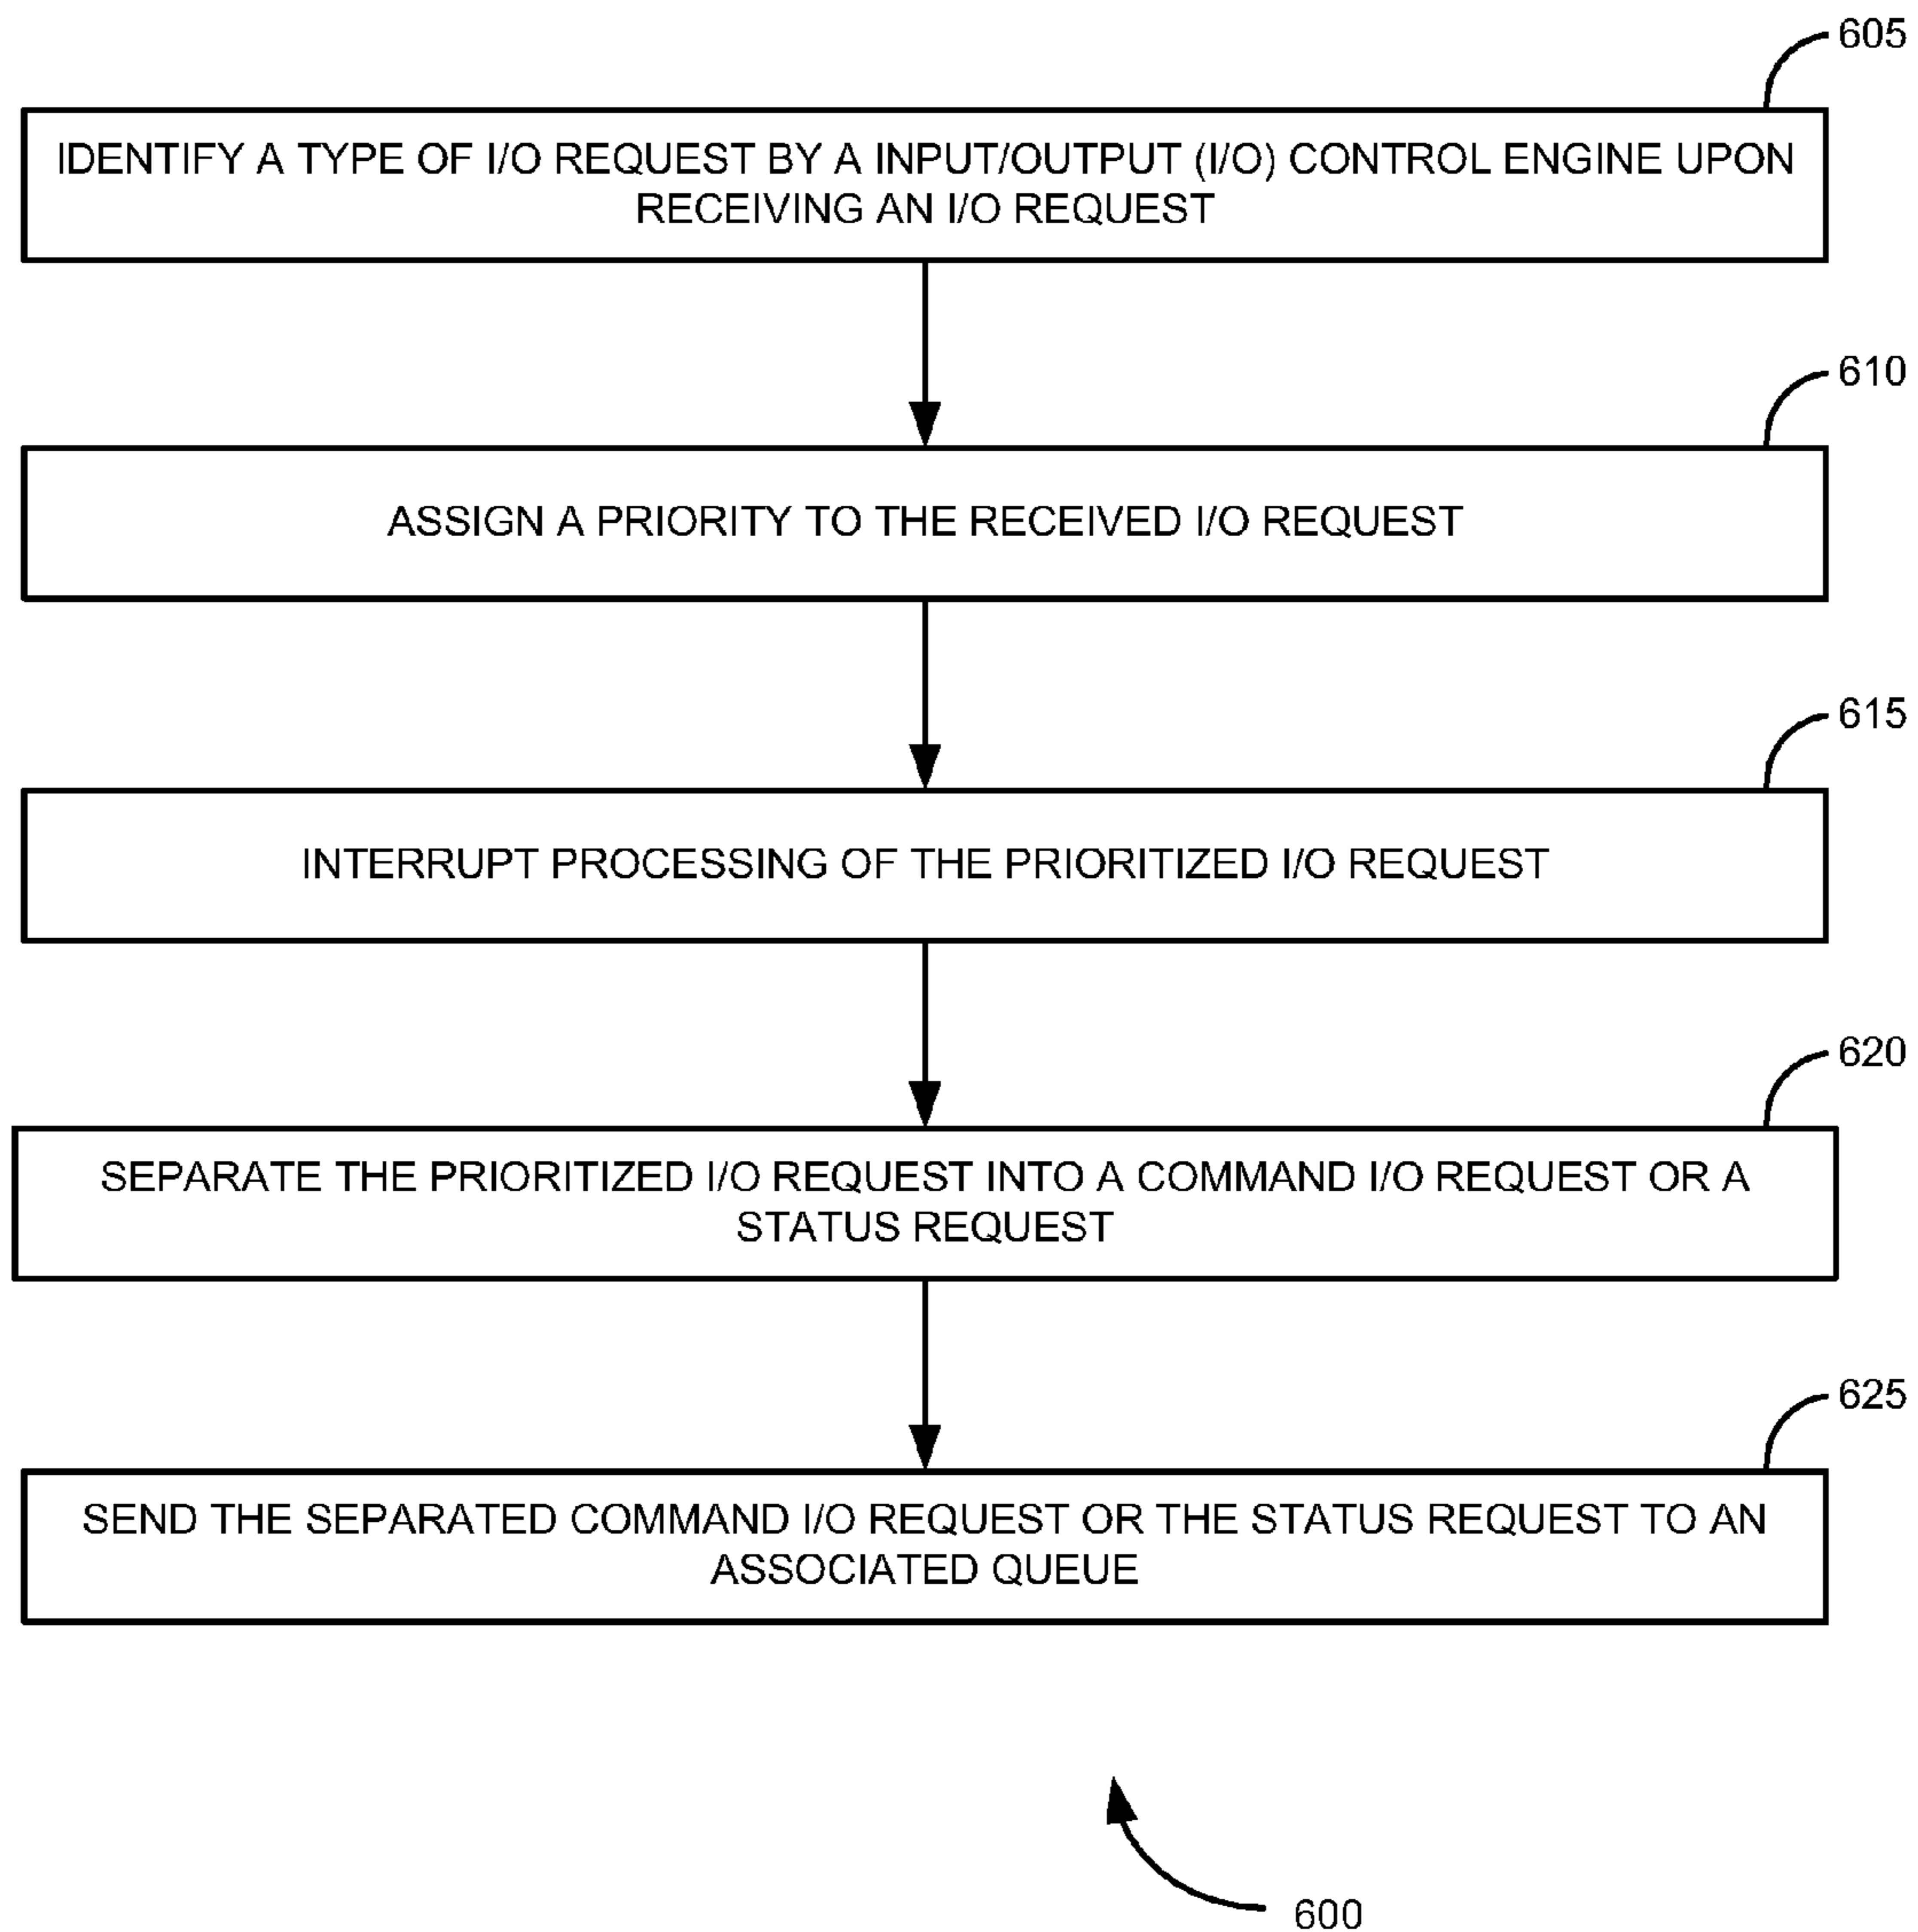 605
IDENTIFY A TYPE OF I/O REQUEST BY A INPUT/OUTPUT (I/O) CONTROL ENGINE UPON
RECEIVING AN I/O REQUEST
610
ASSIGN A PRIORITY TO THE RECEIVED I/O REQUEST
615
INTERRUPT PROCESSING OF THE PRIORITIZED I/O REQUEST
620
SEPARATE THE PRIORITIZED I/O REQUEST INTO A COMMAND I/O REQUEST OR A
STATUS REQUEST
625
SEND THE SEPARATED COMMAND I/O REQUEST OR THE STATUS REQUEST TO AN
ASSOCIATED QUEUE
600